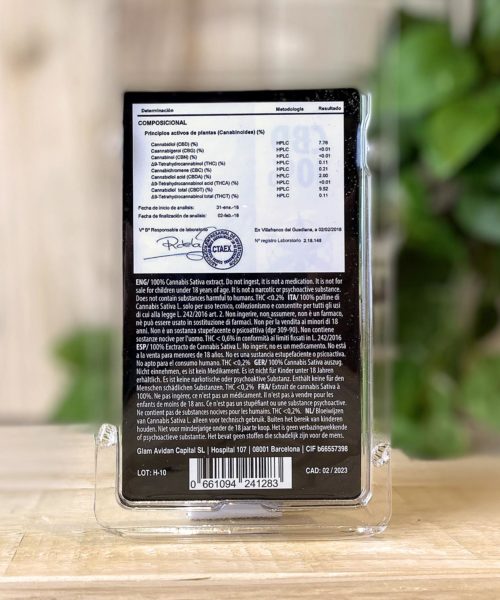 Determinación Metodología Resultado
COMPOSICIONAL
Principios activos de plantas (Canabinoides) (%)
Cannabidiol (CBD) (%) HPLC 7.76
Cannabigerol (CBG) (%) HPLC <0.01
Cannabinol (CBN) (%) HPLC <0.01
Δ9-Tetrahydrocannabinol (THC) (%) HPLC 0.11
Cannabichromene (CBC) (%) HPLC 0.21
Cannabidiol acid (CBDA) (%) HPLC 2.00
Δ9-Tetrahydrocannabinol acid (THCA) (%) HPLC <0.01
Cannabidiol total (CBDT) (%) HPLC 9.52
Δ9-Tetrahydrocannabinol total (THCT) (%) HPLC 0.11
Fecha de inicio de análisis: 31-ene.-18
Fecha de finalización de análisis: 02-feb.-18
Vº Bº Responsable de laboratorio En Villafranco del Guadiana, a 02/02/2018
Nº registro Laboratorio: 2.18.148
CTAEX
ENG/ 100% Cannabis Sativa extract. Do not ingest, it is not a medication. It is not for
sale for children under 18 years of age. It is not a narcotic or psychoactive substance.
Does not contain substances harmful to humans. THC <0.2% ITA/ 100% polline di
Cannabis Sativa L. solo per uso tecnico, collezionismo e consentite per tutti gli usi
di cui alla legge L. 242/2016 art. 2. Non ingerire, non assumere, non è un farmaco,
né può essere usato in sostituzione di farmaci. Non per la vendita ai minori di 18
anni. Non è un sostanza stupefacente o psicoattiva (dpr 309-90). Non contiene
sostanze nocive per l'uomo. THC < 0,6% in conformità ai limiti fissati in L. 242/2016
ESP/ 100% Exctracto de Cannabis Sativa L. No ingerir, no es un medicamento. No está
a la venta para menores de 18 años. No es una sustancia estupefaciente o psicoactiva.
No apto para el consumo humano. THC <0,2% GER/ 100% Cannabis Sativa auszug
Nicht einnehmen, es ist kein Medikament. Es ist nicht für Kinder unter 18 Jahren
erhältlich. Es ist keine narkotische oder psychoaktive Substanz. Enthält keine für den
Menschen schädlichen Substanzen. THC <0,2% FRA/ Extrait de cannabis Sativa à
100%. Ne pas ingérer, ce n'est pas un médicament. Il n'est pas à vendre pour les
enfants de moins de 18 ans. Ce n'est pas un stupéfiant ou une substance psychoactive.
Ne contient pas de substances nocives pour les humains. THC <0,2% NL/ Bloeiwijzen
van Cannabis Sativa L. alleen voor technisch gebruik. Buiten het bereik van kinderen
houden. Niet voor minderjarige onder de 18 jaar te koop. Het is geen verbazingwekkende
of psychoactieve substantie. Het bevat geen stoffen die schadelijk zijn voor de mens.
Glam Avidan Capital SL | Hospital 107 | 08001 Barcelona | CIF b66557398
LOT: H-10
CAD: 02 / 2023
0 661094 241283